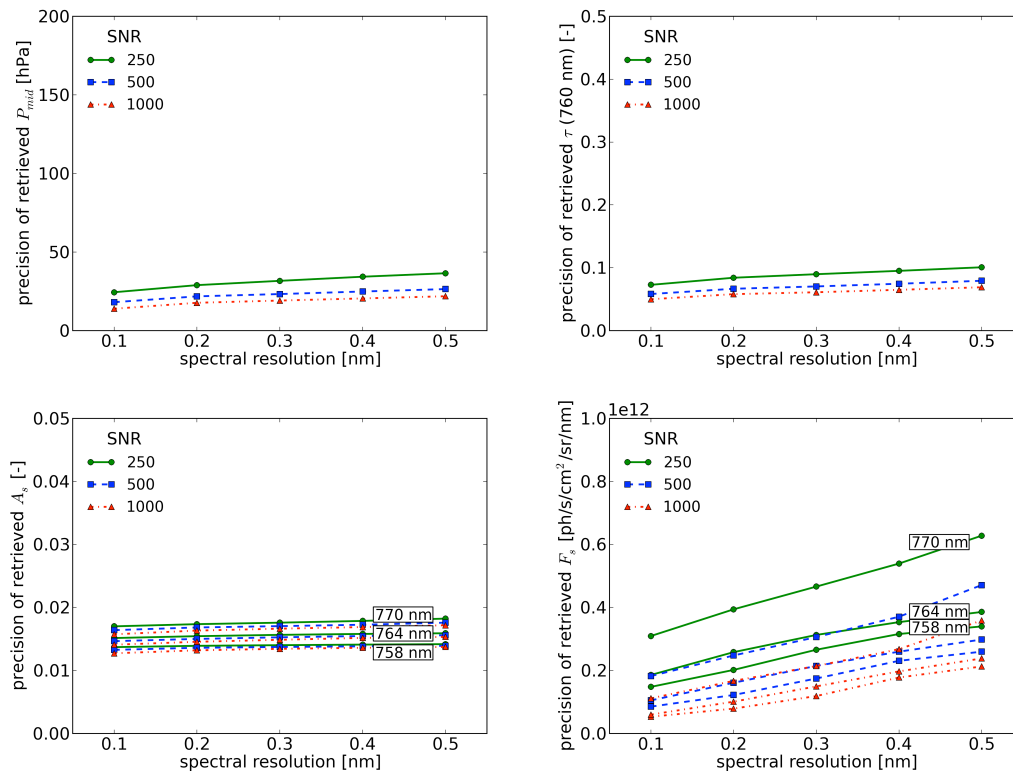 200
150
100
50
0
precision of retrieved P_mid [hPa]
SNR
250
500
1000
0.1 0.2 0.3 0.4 0.5
spectral resolution [nm]
0.5
0.4
0.3
0.2
0.1
0.0
precision of retrieved τ (760 nm) [-]
SNR
250
500
1000
0.1 0.2 0.3 0.4 0.5
spectral resolution [nm]
0.05
0.04
0.03
0.02
0.01
0.00
precision of retrieved A_s [-]
SNR
250
500
1000
770 nm
764 nm
758 nm
0.1 0.2 0.3 0.4 0.5
spectral resolution [nm]
1e12
1.0
0.8
0.6
0.4
0.2
0.0
precision of retrieved F_s [ph/s/cm²/sr/nm]
SNR
250
500
1000
770 nm
764 nm
758 nm
0.1 0.2 0.3 0.4 0.5
spectral resolution [nm]